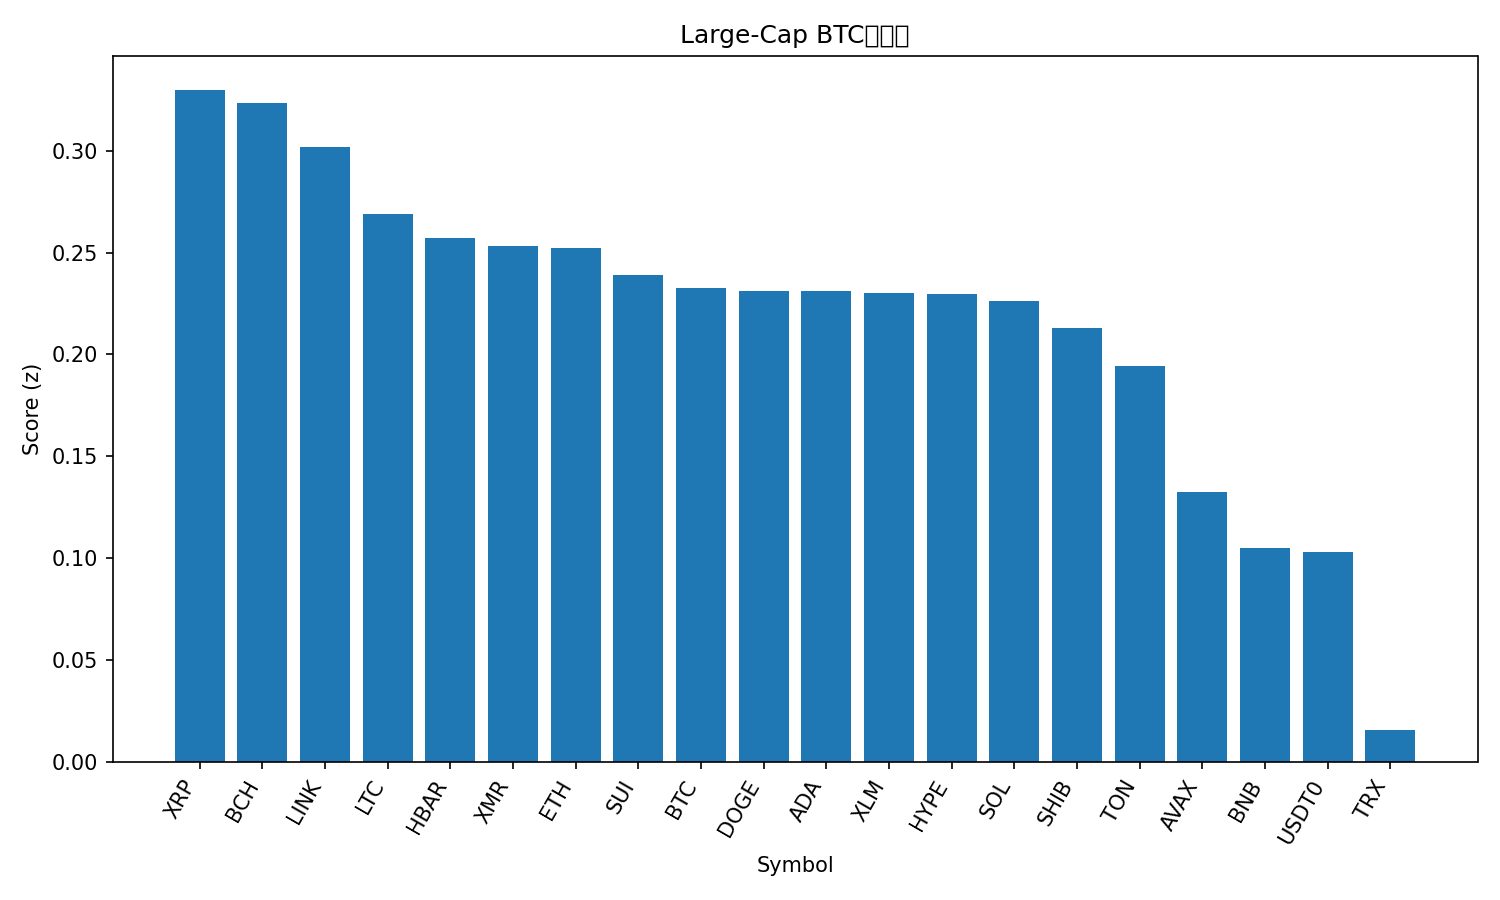 Large-Cap BTC
0.30
0.25
0.20
0.15
0.10
0.05
0.00
Score (z)
XRP
BCH
LINK
LTC
HBAR
XMR
ETH
SUI
BTC
DOGE
ADA
XLM
HYPE
SOL
SHIB
TON
AVAX
BNB
USDT0
TRX
Symbol